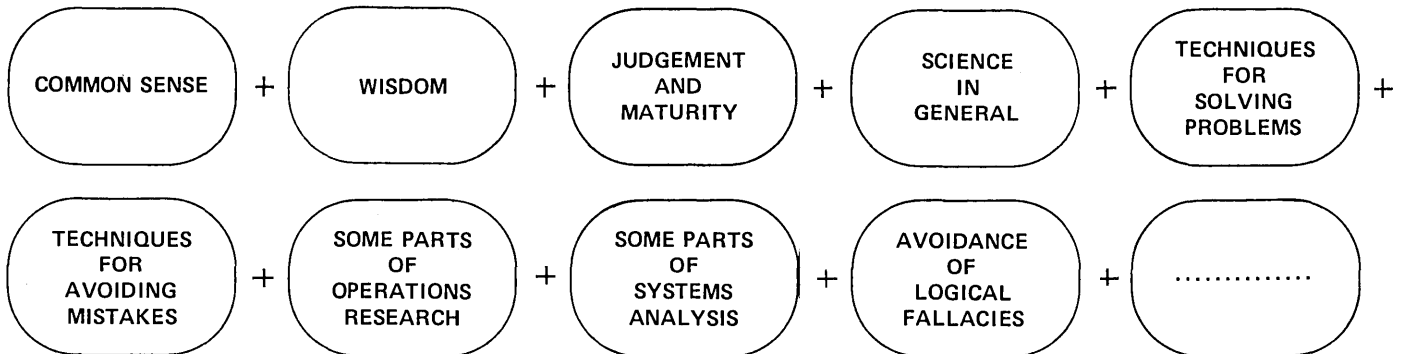 COMMON SENSE
+
WISDOM
+
JUDGEMENT
AND
MATURITY
+
SCIENCE
IN
GENERAL
+
TECHNIQUES
FOR
SOLVING
PROBLEMS
+
TECHNIQUES
FOR
AVOIDING
MISTAKES
+
SOME PARTS
OF
OPERATIONS
RESEARCH
+
SOME PARTS
OF
SYSTEMS
ANALYSIS
+
AVOIDANCE
OF
LOGICAL
FALLACIES
+
..............